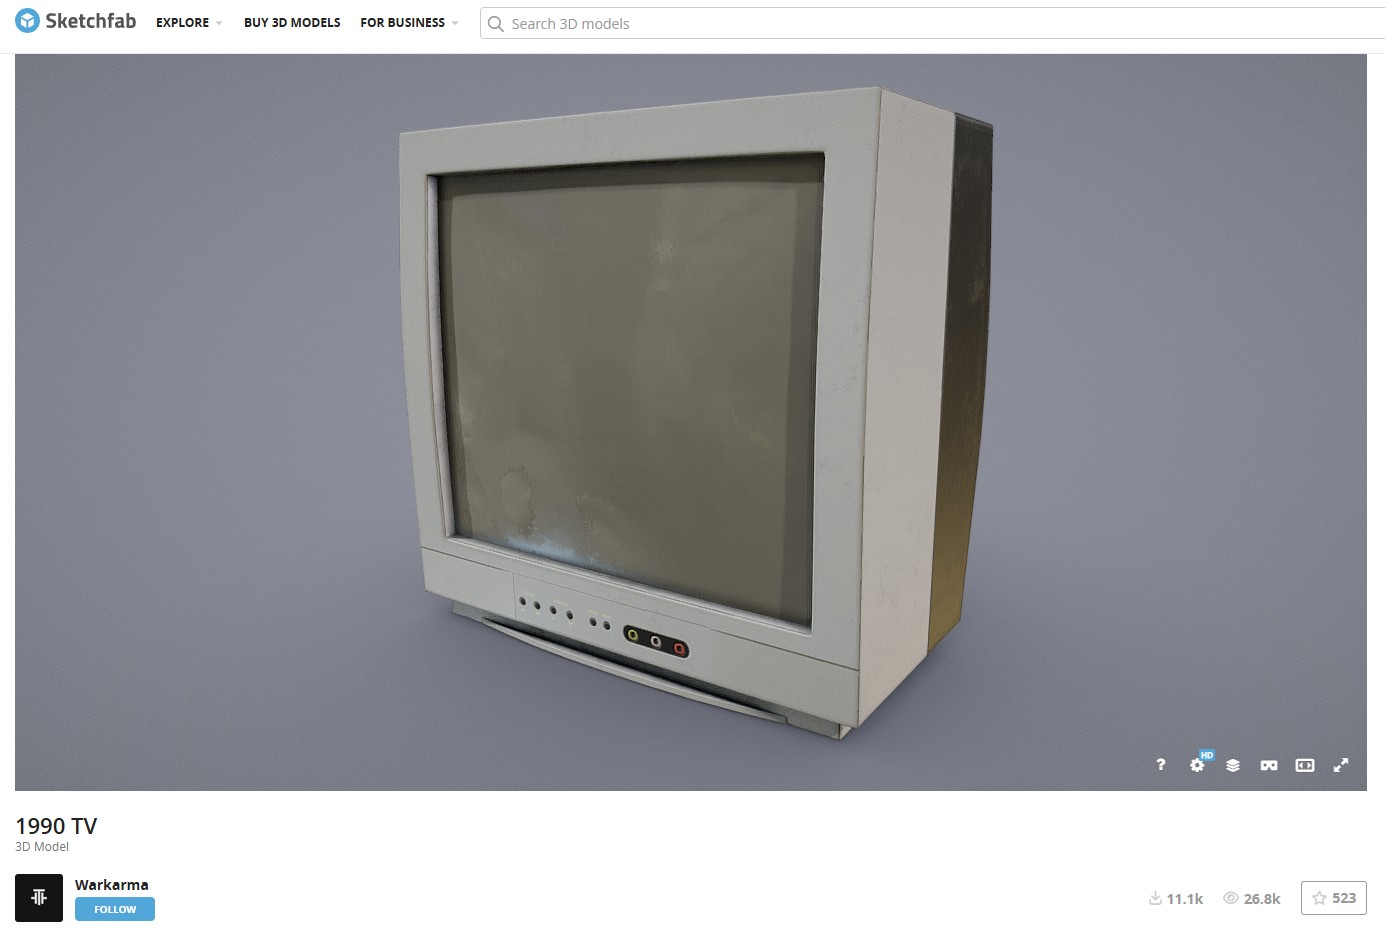 Sketchfab EXPLORE BUY 3D MODELS FOR BUSINESS Search 3D models
? HD
1990 TV
3D Model
Warkarma
FOLLOW
11.1k 26.8k 523